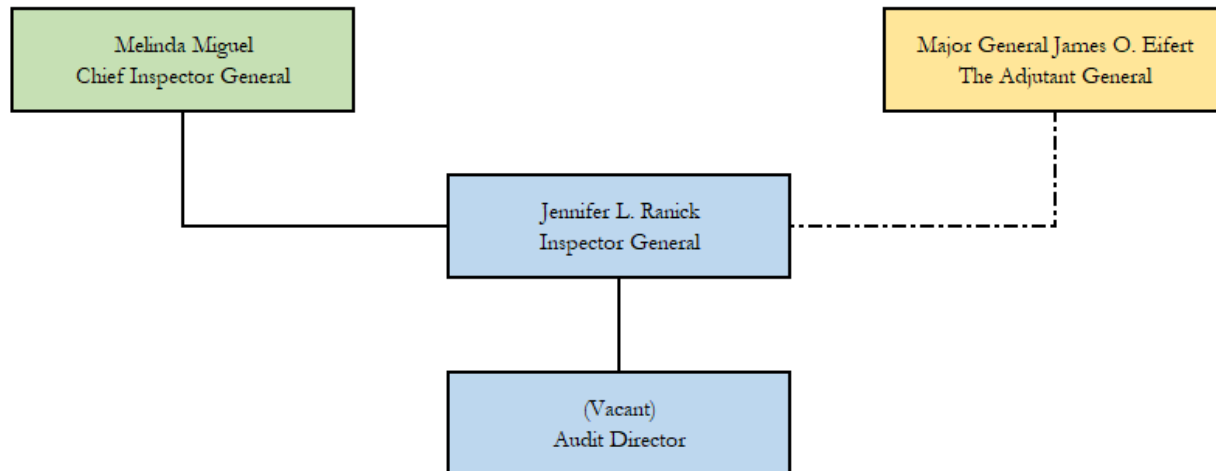 Melinda Miguel
Chief Inspector General
Major General James O. Eifert
The Adjutant General
Jennifer L. Ranick
Inspector General
(Vacant)
Audit Director